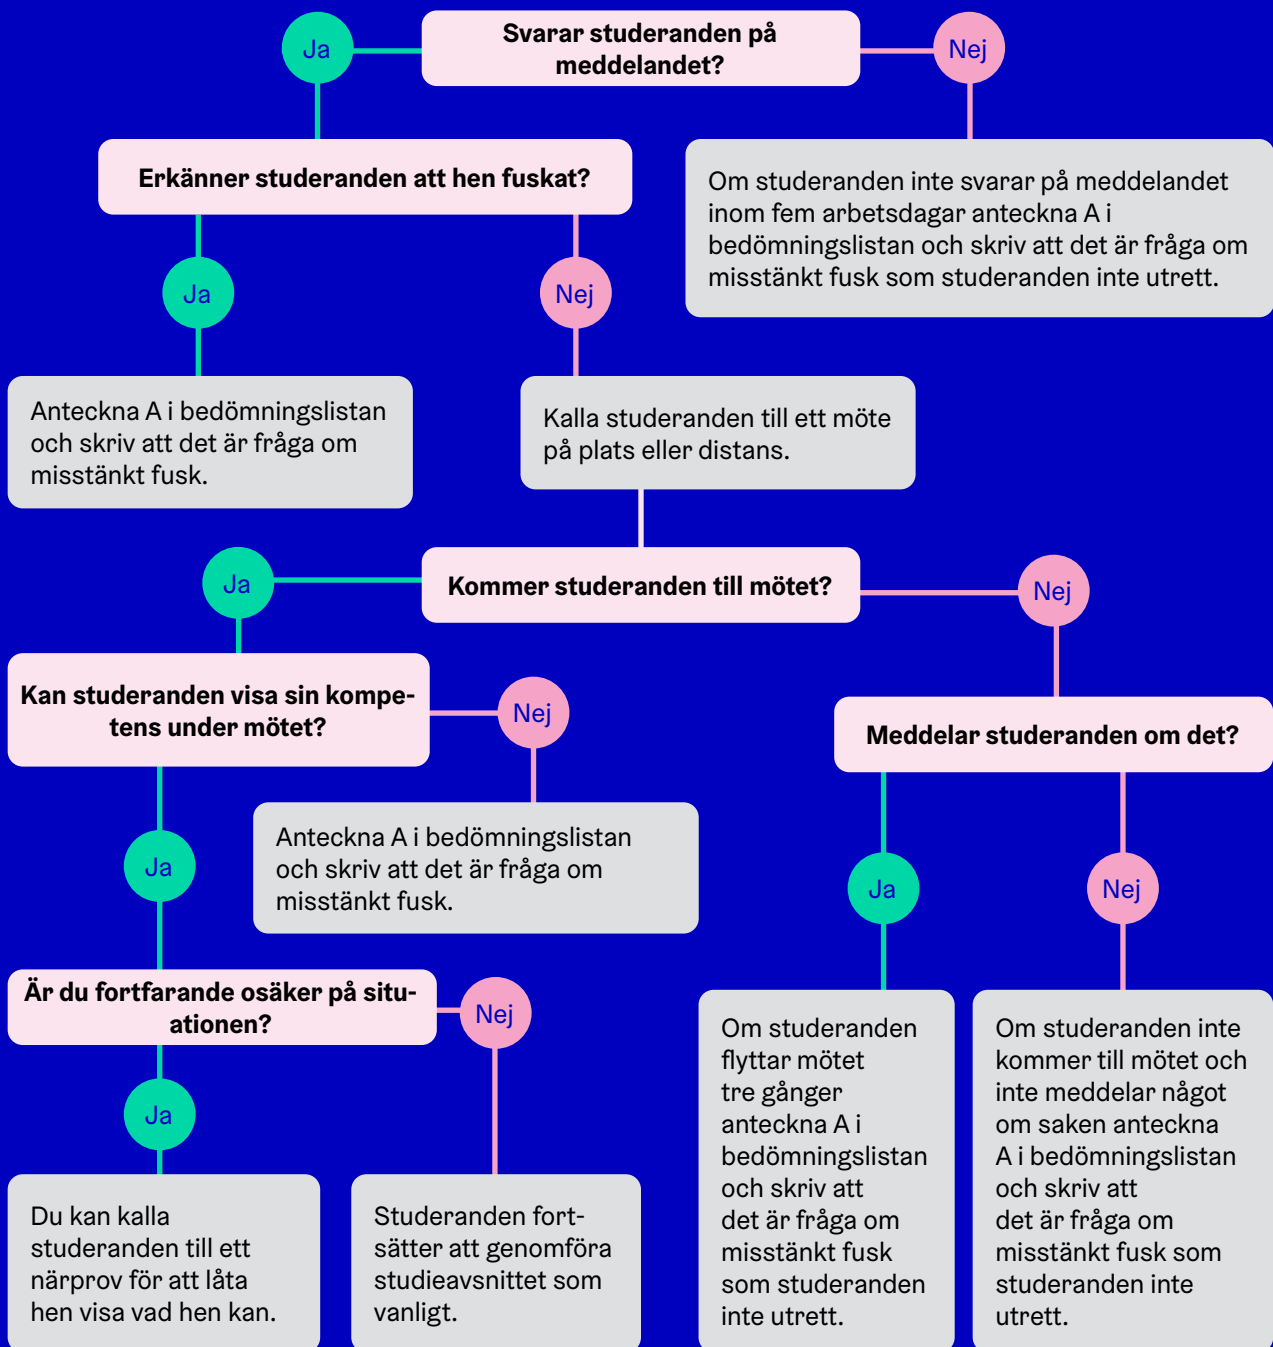 Svarar studeranden på
meddelandet?
Ja
Nej
Erkänner studeranden att hen fuskat?
Om studeranden inte svarar på meddelandet
inom fem arbetsdagar anteckna A i
bedömningslistan och skriv att det är fråga om
misstänkt fusk som studeranden inte utrett.
Ja
Nej
Anteckna A i bedömningslistan
och skriv att det är fråga om
misstänkt fusk.
Kalla studeranden till ett möte
på plats eller distans.
Kommer studeranden till mötet?
Ja
Nej
Kan studeranden visa sin kompe-
tens under mötet?
Nej
Meddelar studeranden om det?
Anteckna A i bedömningslistan
och skriv att det är fråga om
misstänkt fusk.
Ja
Ja
Nej
Är du fortfarande osäker på situ-
ationen?
Nej
Ja
Du kan kalla
studeranden till ett
närprov för att låta
hen visa vad hen kan.
Studeranden fort-
sätter att genomföra
studieavsnittet som
vanligt.
Om studeranden
flyttar mötet
tre gånger
anteckna A i
bedömningslistan
och skriv att
det är fråga om
misstänkt fusk
som studeranden
inte utrett.
Om studeranden inte
kommer till mötet och
inte meddelar något
om saken anteckna
A i bedömningslistan
och skriv att
det är fråga om
misstänkt fusk som
studeranden inte
utrett.